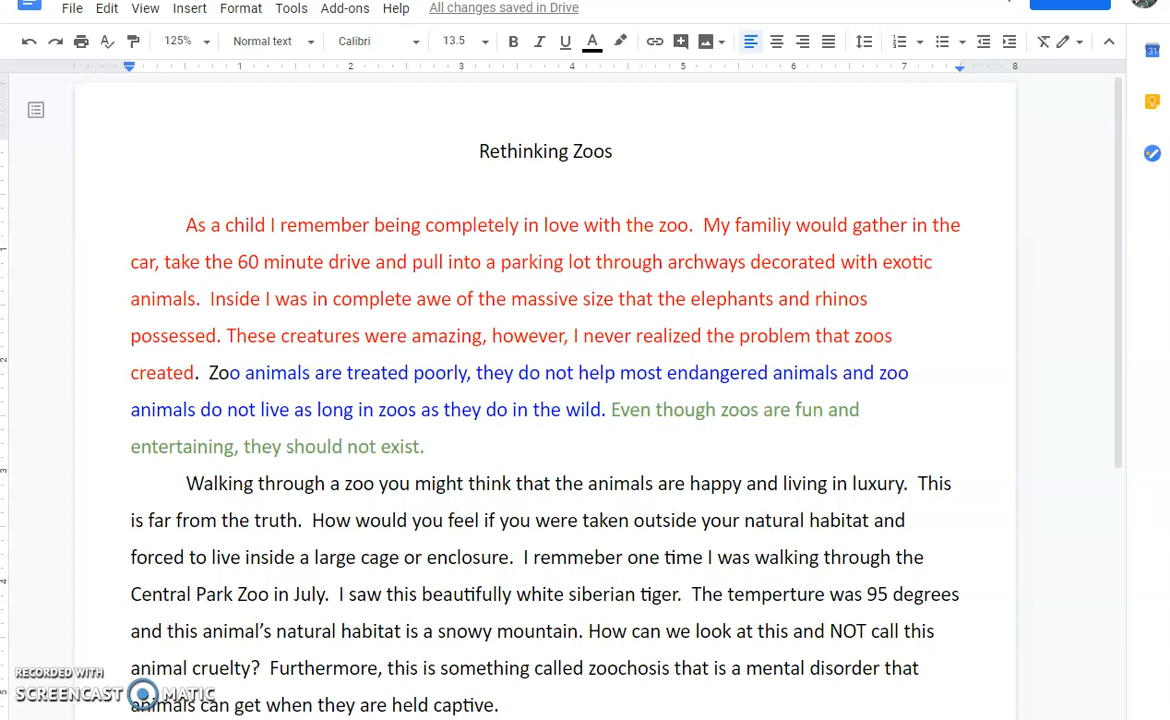 File Edit View Insert Format Tools Add-ons Help All changes saved in Drive
125% Normal text Calibri 13.5 B I U A
1 2 3 4 5 6 7 8
31
Rethinking Zoos
As a child I remember being completely in love with the zoo. My familiy would gather in the
car, take the 60 minute drive and pull into a parking lot through archways decorated with exotic
animals. Inside I was in complete awe of the massive size that the elephants and rhinos
possessed. These creatures were amazing, however, I never realized the problem that zoos
created. Zoo animals are treated poorly, they do not help most endangered animals and zoo
animals do not live as long in zoos as they do in the wild. Even though zoos are fun and
entertaining, they should not exist.
Walking through a zoo you might think that the animals are happy and living in luxury. This
is far from the truth. How would you feel if you were taken outside your natural habitat and
forced to live inside a large cage or enclosure. I remmeber one time I was walking through the
Central Park Zoo in July. I saw this beautifully white siberian tiger. The temperture was 95 degrees
and this animal's natural habitat is a snowy mountain. How can we look at this and NOT call this
animal cruelty? Furthermore, this is something called zoochosis that is a mental disorder that
animals can get when they are held captive.
RECORDED WITH
SCREENCAST MATIC